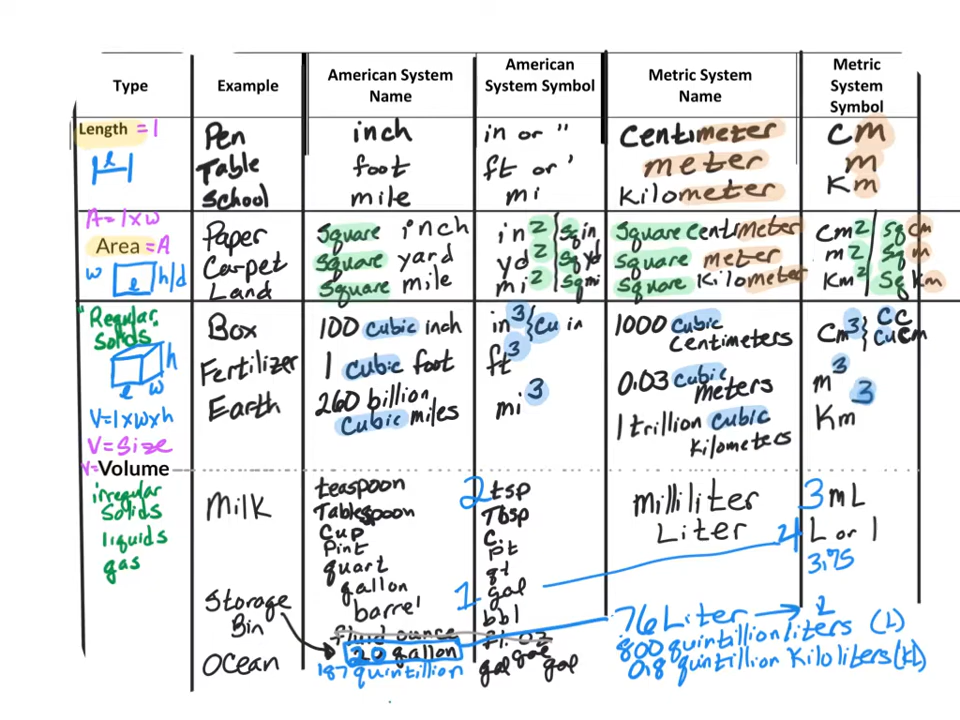 Type Example American System Name American System Symbol Metric System Name Metric System Symbol
Length = l
l
Pen inch in or " centimeter cm
Table foot ft or ' meter m
School mile mi kilometer Km
A = l x w
Area = A
w l h/d
Paper Square inch in² } Sq in Square centimeter Cm² Sq cm
Carpet Square yard yd² Sq yd Square meter m² Sq m
Land Square mile mi² Sq mi Square Kilometer Km² Sq Km
Regular Solids
h
l w
V = l x w x h
V = Size
V =
Box 100 cubic inch in³ { Cu in 1000 cubic centimeters Cm³ } CC Cu cm
Fertilizer 1 cubic foot ft³ 0.03 cubic meters m³
Earth 260 billion cubic miles mi³ 1 trillion cubic kilometers Km³
Volume
irregular
Solids
liquids
gas
Milk
teaspoon 2 tsp milliliter 3 mL
Tablespoon Tbsp Liter 4 L or l
Cup C.
Pint pt 3.75
quart qt
gallon 1 gal
barrel bbl
fluid ounce fl. oz
Storage Bin 20 gallon gal 76 Liter → L
Ocean 187 quintillion gal gal 800 quintillion liters (L)
0.8 quintillion Kiloliters (kl)